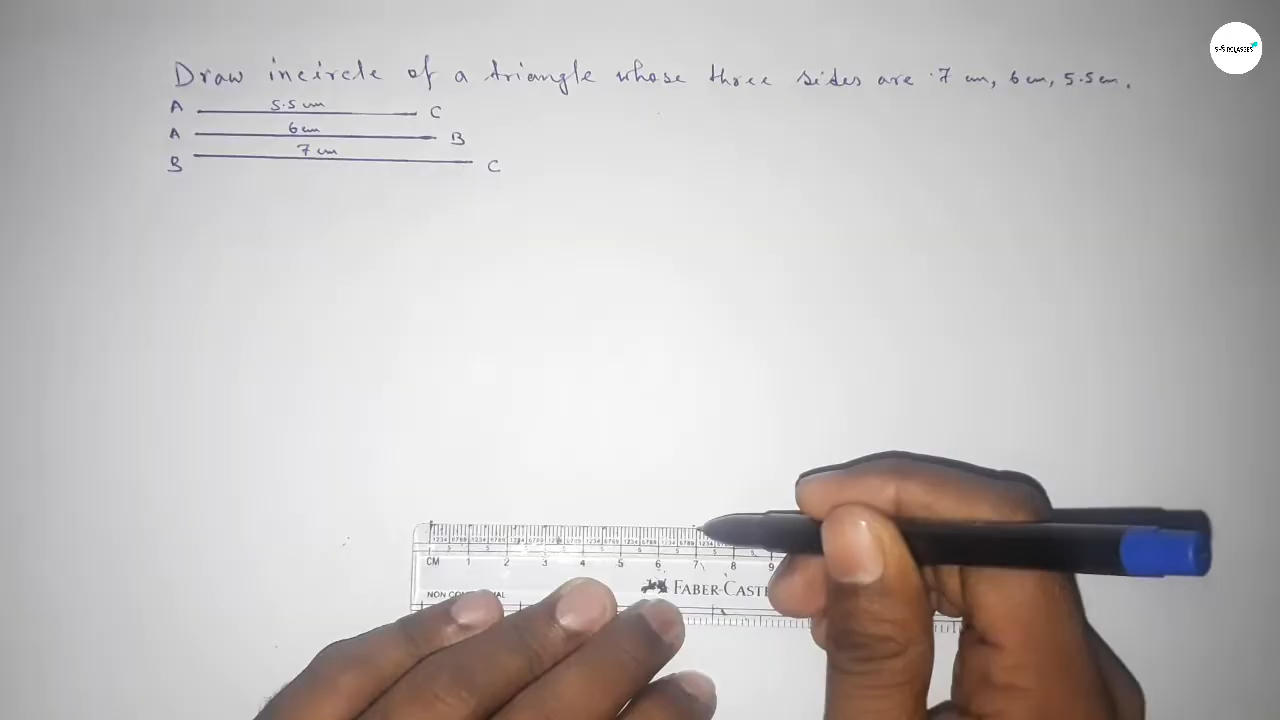 S-SIRCLASSES
Draw incircle of a triangle whose three sides are 7 cm, 6 cm, 5.5 cm.
A 5.5 cm C
A 6 cm B
B 7 cm C
CM 1 2 3 4 5 6 7 8 9
FABER-CASTE